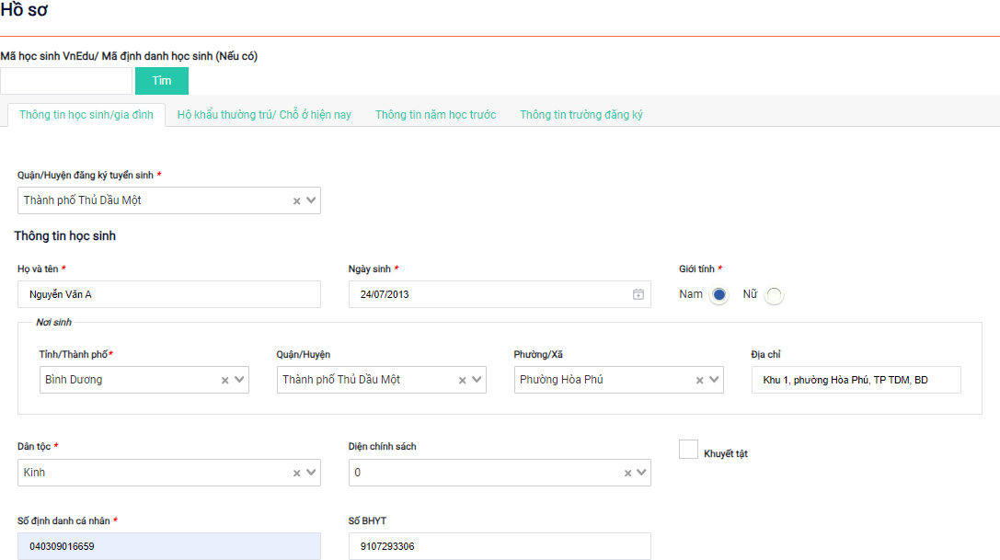 Hồ sơ
Mã học sinh VnEdu/ Mã định danh học sinh (Nếu có)
Tìm
Thông tin học sinh/gia đình Hộ khẩu thường trú/ Chỗ ở hiện nay Thông tin năm học trước Thông tin trường đăng ký
Quận/Huyện đăng ký tuyển sinh *
Thành phố Thủ Dầu Một
Thông tin học sinh
Họ và tên * Ngày sinh * Giới tính *
Nguyễn Văn A 24/07/2013 Nam Nữ
Nơi sinh
Tỉnh/Thành phố* Quận/Huyện Phường/Xã Địa chỉ
Bình Dương Thành phố Thủ Dầu Một Phường Hòa Phú Khu 1, phường Hòa Phú, TP TDM, BD
Dân tộc * Diện chính sách Khuyết tật
Kinh 0
Số định danh cá nhân * Số BHYT
040309016659 9107293306